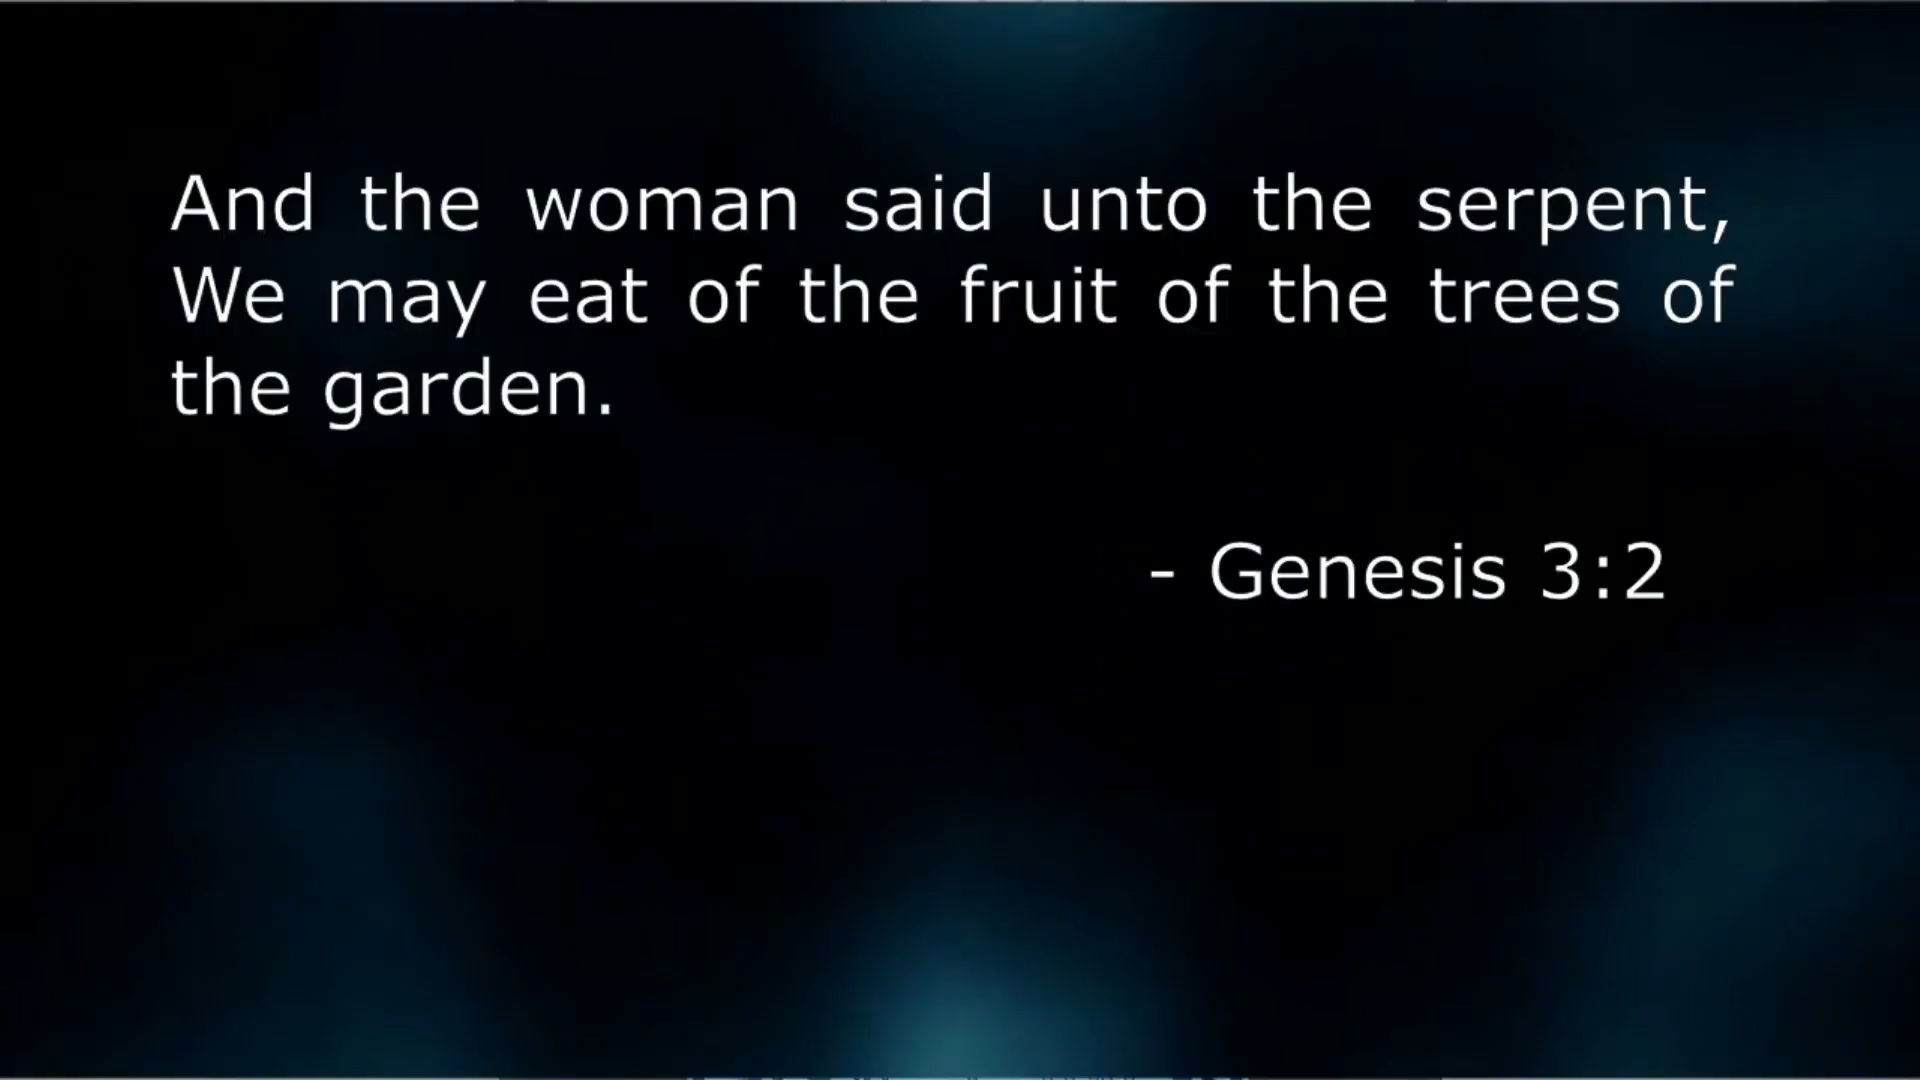 And the woman said unto the serpent,
We may eat of the fruit of the trees of
the garden.
- Genesis 3:2